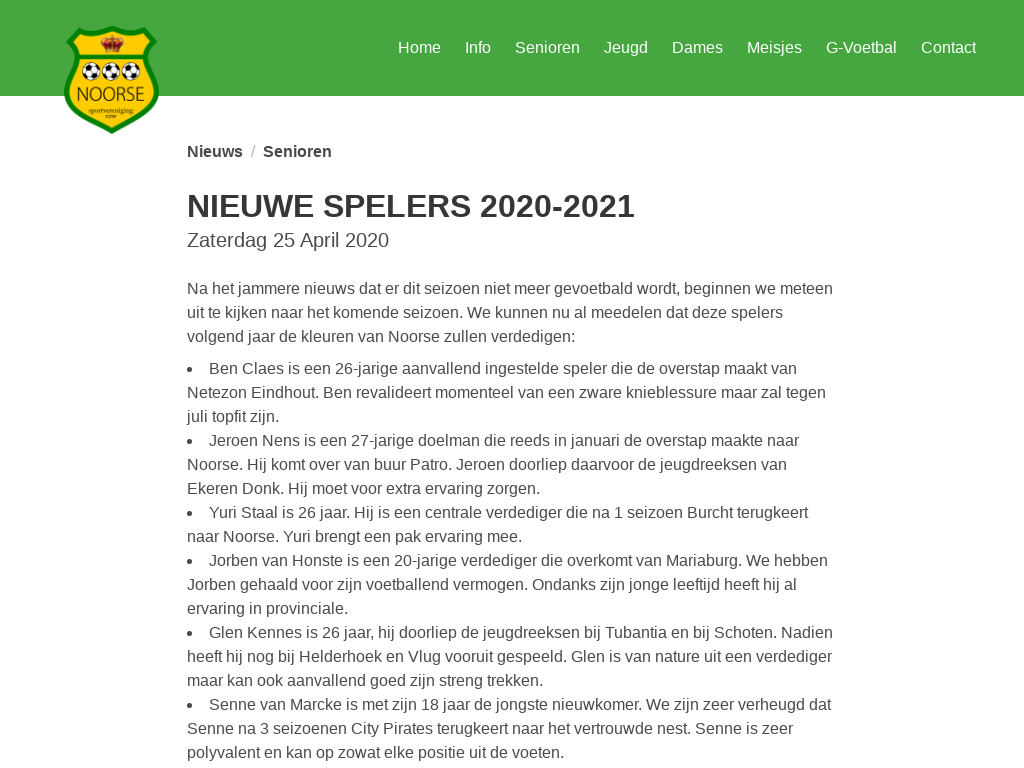 NOORSE
sportvereniging
vzw
Home Info Senioren Jeugd Dames Meisjes G-Voetbal Contact
Nieuws / Senioren
NIEUWE SPELERS 2020-2021
Zaterdag 25 April 2020
Na het jammere nieuws dat er dit seizoen niet meer gevoetbald wordt, beginnen we meteen
uit te kijken naar het komende seizoen. We kunnen nu al meedelen dat deze spelers
volgend jaar de kleuren van Noorse zullen verdedigen:
• Ben Claes is een 26-jarige aanvallend ingestelde speler die de overstap maakt van
Netezon Eindhout. Ben revalideert momenteel van een zware knieblessure maar zal tegen
juli topfit zijn.
• Jeroen Nens is een 27-jarige doelman die reeds in januari de overstap maakte naar
Noorse. Hij komt over van buur Patro. Jeroen doorliep daarvoor de jeugdreeksen van
Ekeren Donk. Hij moet voor extra ervaring zorgen.
• Yuri Staal is 26 jaar. Hij is een centrale verdediger die na 1 seizoen Burcht terugkeert
naar Noorse. Yuri brengt een pak ervaring mee.
• Jorben van Honste is een 20-jarige verdediger die overkomt van Mariaburg. We hebben
Jorben gehaald voor zijn voetballend vermogen. Ondanks zijn jonge leeftijd heeft hij al
ervaring in provinciale.
• Glen Kennes is 26 jaar, hij doorliep de jeugdreeksen bij Tubantia en bij Schoten. Nadien
heeft hij nog bij Helderhoek en Vlug vooruit gespeeld. Glen is van nature uit een verdediger
maar kan ook aanvallend goed zijn streng trekken.
• Senne van Marcke is met zijn 18 jaar de jongste nieuwkomer. We zijn zeer verheugd dat
Senne na 3 seizoenen City Pirates terugkeert naar het vertrouwde nest. Senne is zeer
polyvalent en kan op zowat elke positie uit de voeten.